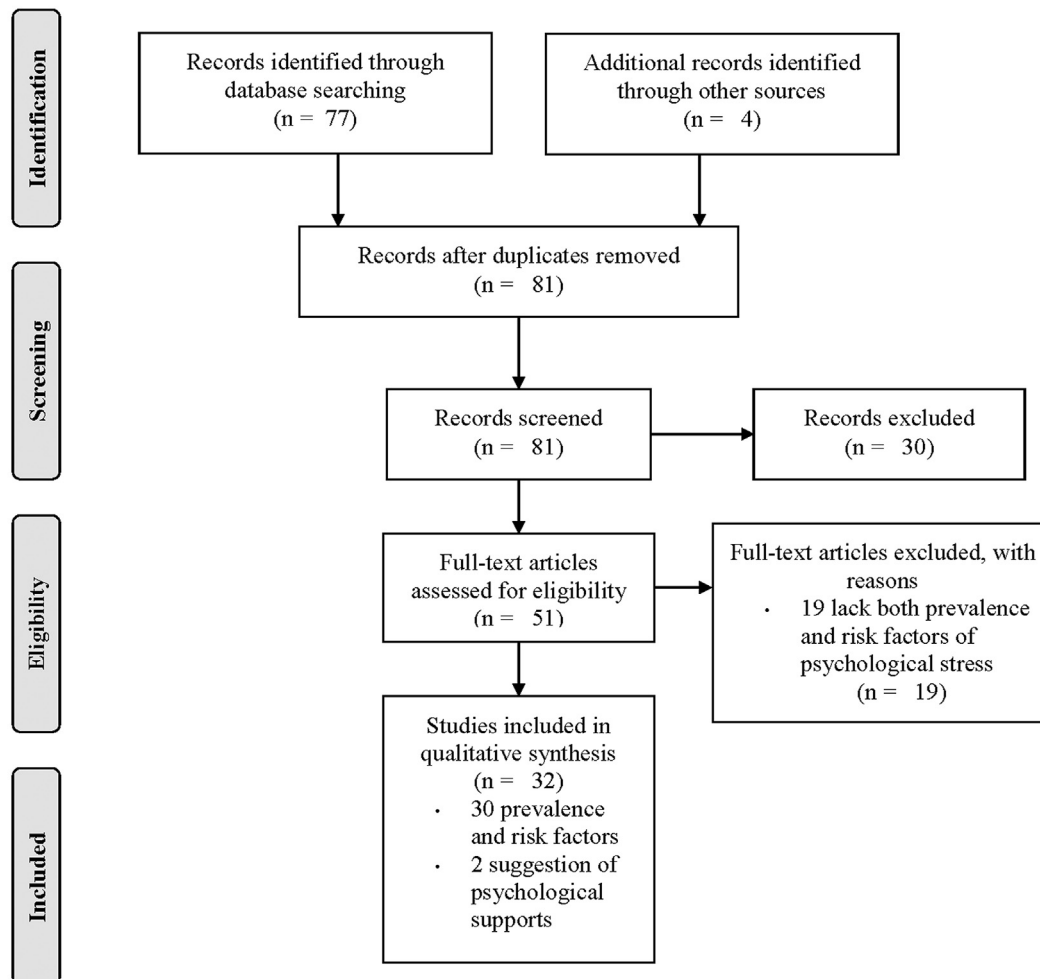 Identification
Records identified through
database searching
(n = 77)
Additional records identified
through other sources
(n = 4)
Records after duplicates removed
(n = 81)
Screening
Records screened
(n = 81)
Records excluded
(n = 30)
Eligibility
Full-text articles
assessed for eligibility
(n = 51)
Full-text articles excluded, with
reasons
· 19 lack both prevalence
and risk factors of
psychological stress
(n = 19)
Included
Studies included in
qualitative synthesis
(n = 32)
· 30 prevalence
and risk factors
· 2 suggestion of
psychological
supports